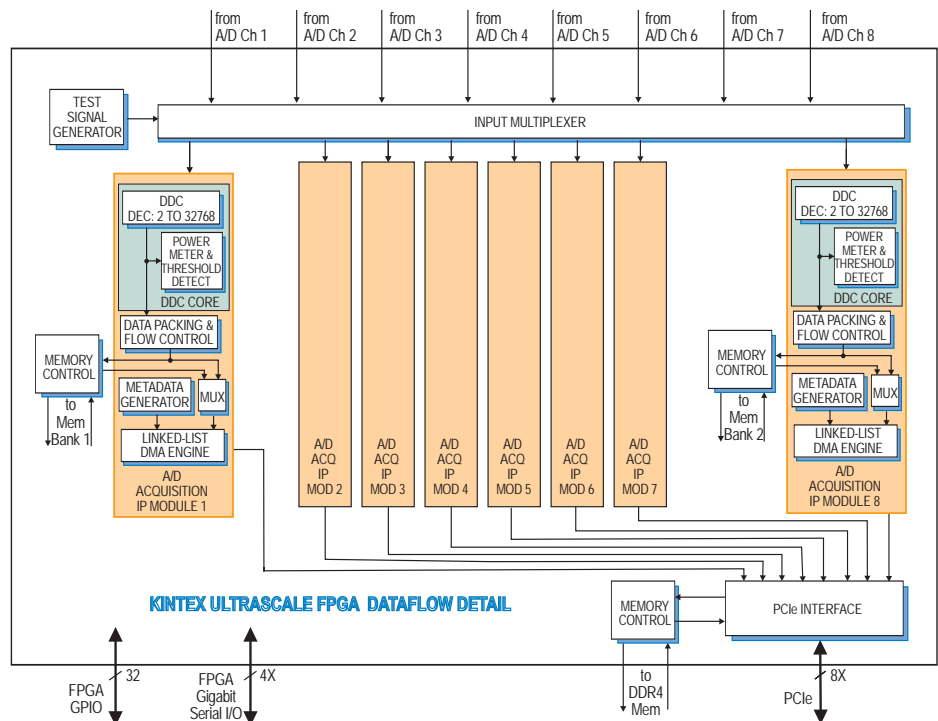 from
A/D Ch 1
from
A/D Ch 2
from
A/D Ch 3
from
A/D Ch 4
from
A/D Ch 5
from
A/D Ch 6
from
A/D Ch 7
from
A/D Ch 8
TEST
SIGNAL
GENERATOR
INPUT MULTIPLEXER
DDC
DEC: 2 TO 32768
POWER
METER &
THRESHOLD
DETECT
DDC CORE
DATA PACKING &
FLOW CONTROL
MEMORY
CONTROL
METADATA
GENERATOR
MUX
to
Mem
Bank 1
LINKED-LIST
DMA ENGINE
A/D
ACQUISITION
IP MODULE 1
A/D
ACQ
IP
MOD 2
A/D
ACQ
IP
MOD 3
A/D
ACQ
IP
MOD 4
A/D
ACQ
IP
MOD 5
A/D
ACQ
IP
MOD 6
A/D
ACQ
IP
MOD 7
DDC
DEC: 2 TO 32768
POWER
METER &
THRESHOLD
DETECT
DDC CORE
DATA PACKING &
FLOW CONTROL
MEMORY
CONTROL
METADATA
GENERATOR
MUX
to
Mem
Bank 2
LINKED-LIST
DMA ENGINE
A/D
ACQUISITION
IP MODULE 8
KINTEX ULTRASCALE FPGA DATAFLOW DETAIL
MEMORY
CONTROL
PCIe INTERFACE
32
FPGA
GPIO
4X
FPGA
Gigabit
Serial I/O
to
DDR4
Mem
8X
PCIe